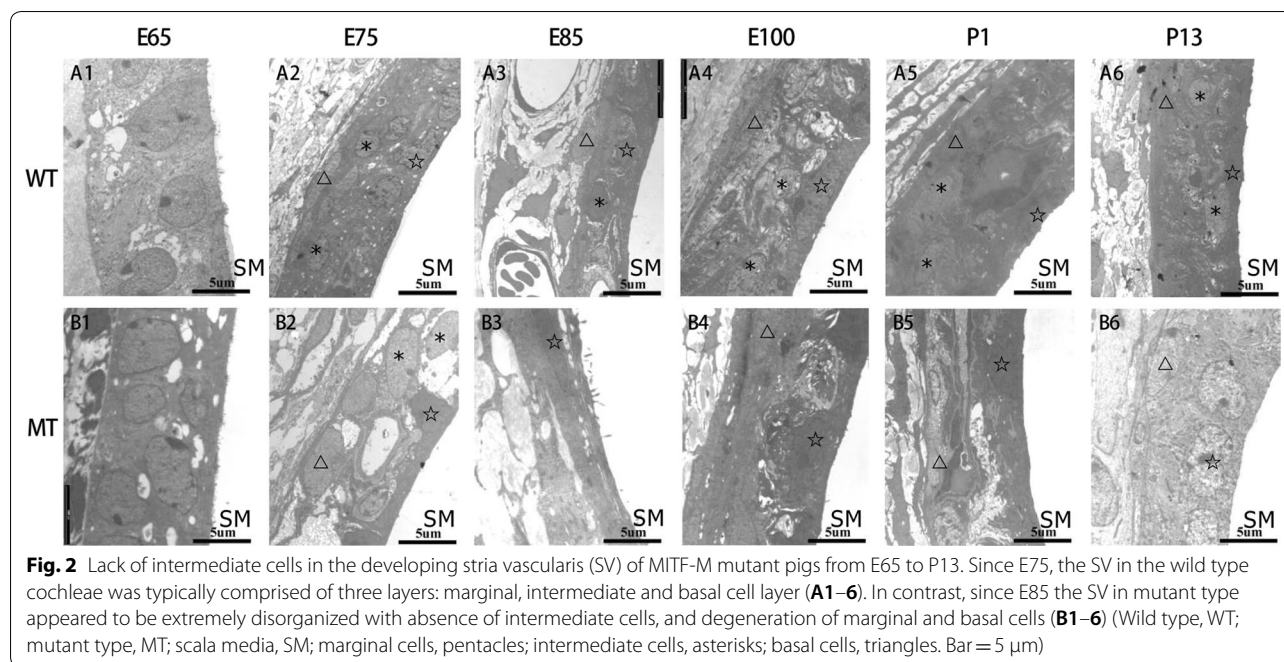 E65 E75 E85 E100 P1 P13
WT
A1 A2 A3 A4 A5 A6
SM SM SM SM SM SM
5um 5um 5um 5um 5um 5um
MT
B1 B2 B3 B4 B5 B6
SM SM SM SM SM SM
5um 5um 5um 5um 5um 5um
Fig. 2 Lack of intermediate cells in the developing stria vascularis (SV) of MITF-M mutant pigs from E65 to P13. Since E75, the SV in the wild type
cochleae was typically comprised of three layers: marginal, intermediate and basal cell layer (A1–6). In contrast, since E85 the SV in mutant type
appeared to be extremely disorganized with absence of intermediate cells, and degeneration of marginal and basal cells (B1–6) (Wild type, WT;
mutant type, MT; scala media, SM; marginal cells, pentacles; intermediate cells, asterisks; basal cells, triangles. Bar = 5 μm)